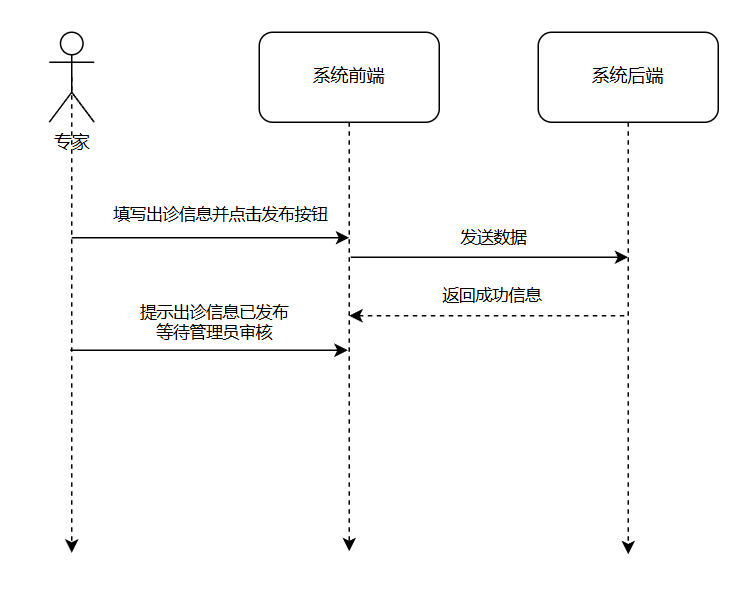 系统前端
系统后端
专家
填写出诊信息并点击发布按钮
发送数据
返回成功信息
提示出诊信息已发布
等待管理员审核